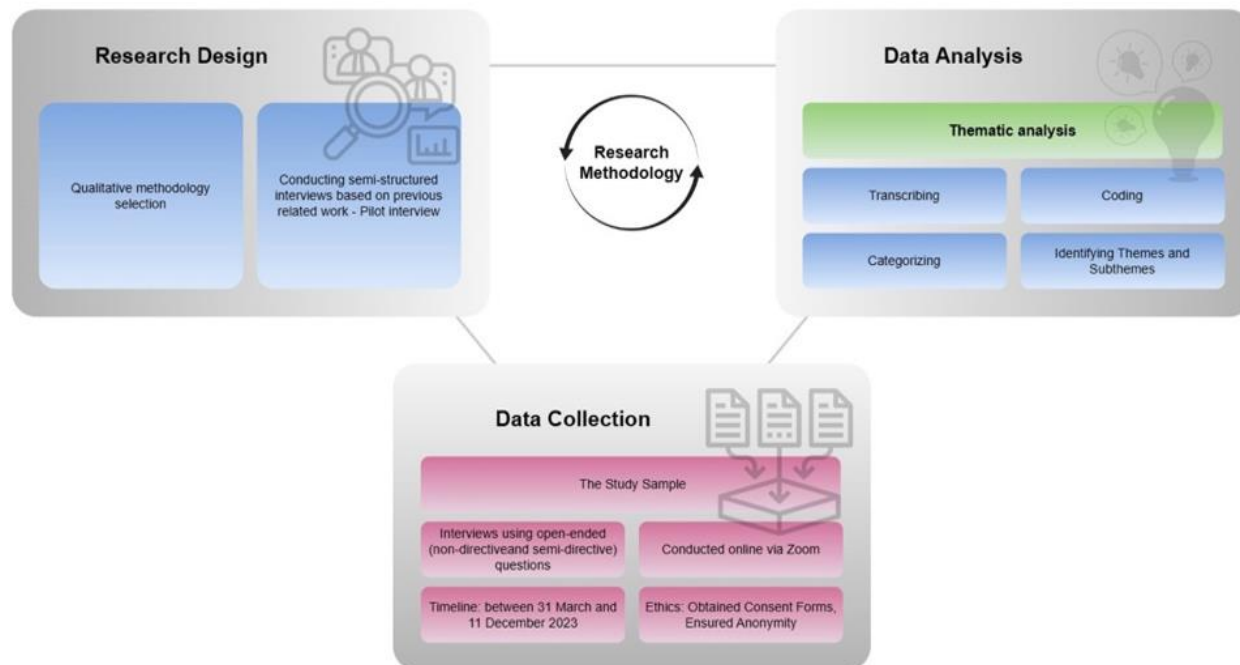 Research Design
Qualitative methodology
selection
Conducting semi-structured
interviews based on previous
related work - Pilot interview
Research
Methodology
Data Analysis
Thematic analysis
Transcribing
Coding
Categorizing
Identifying Themes and
Subthemes
Data Collection
The Study Sample
Interviews using open-ended
(non-directiveand semi-directive)
questions
Conducted online via Zoom
Timeline: between 31 March and
11 December 2023
Ethics: Obtained Consent Forms,
Ensured Anonymity